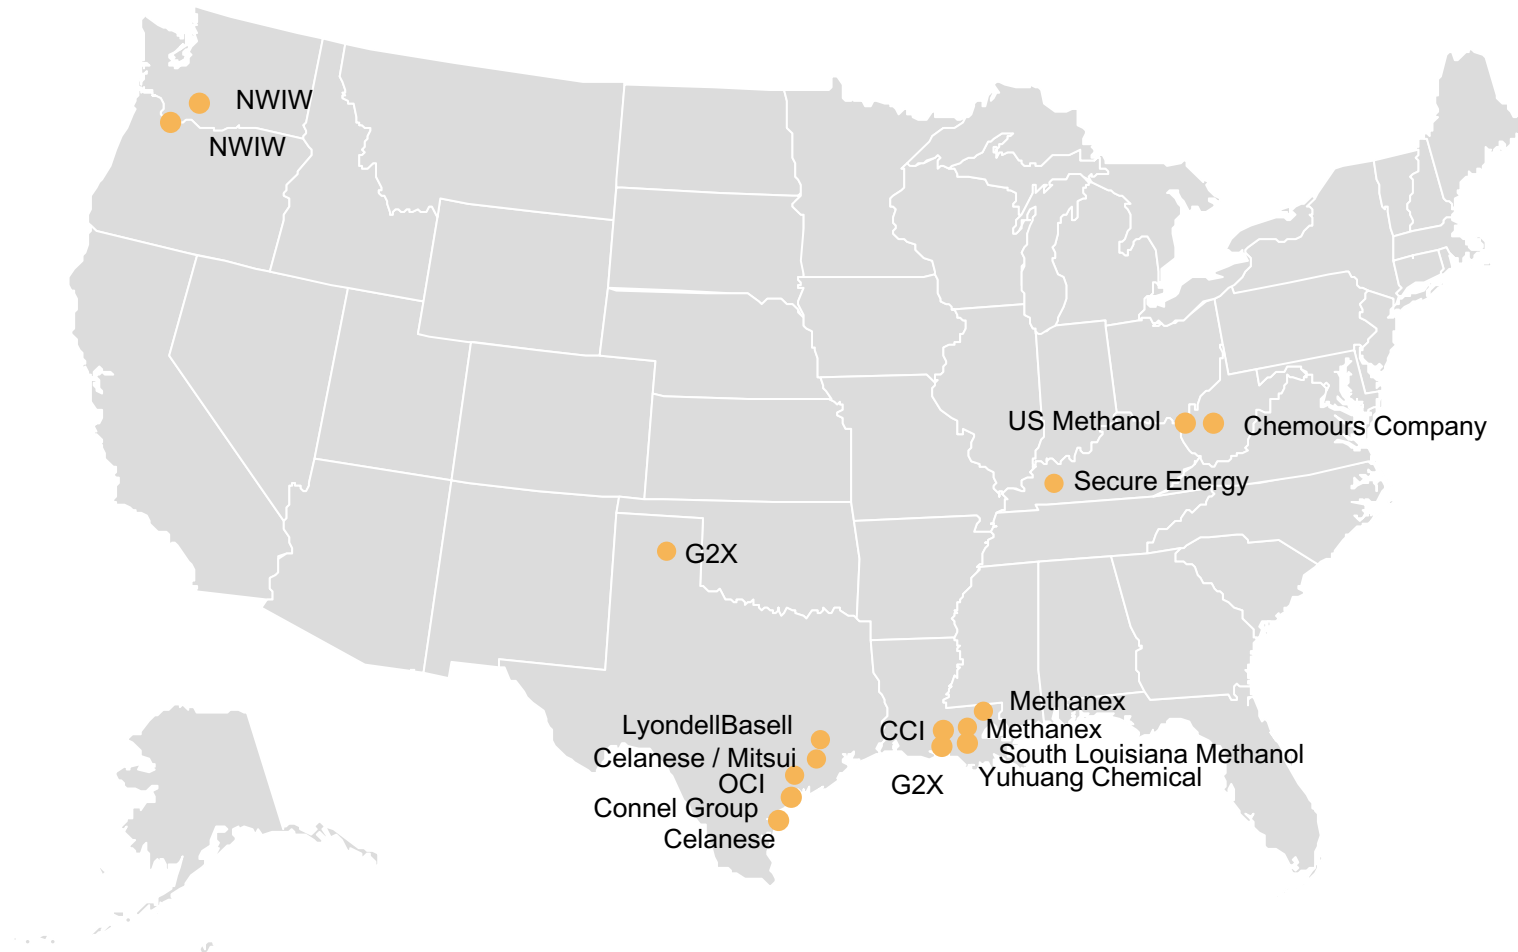 NWIW
NWIW
US Methanol
Chemours Company
Secure Energy
G2X
Methanex
LyondellBasell
CCI
Methanex
Celanese / Mitsui
South Louisiana Methanol
OCI
G2X
Yuhuang Chemical
Connel Group
Celanese